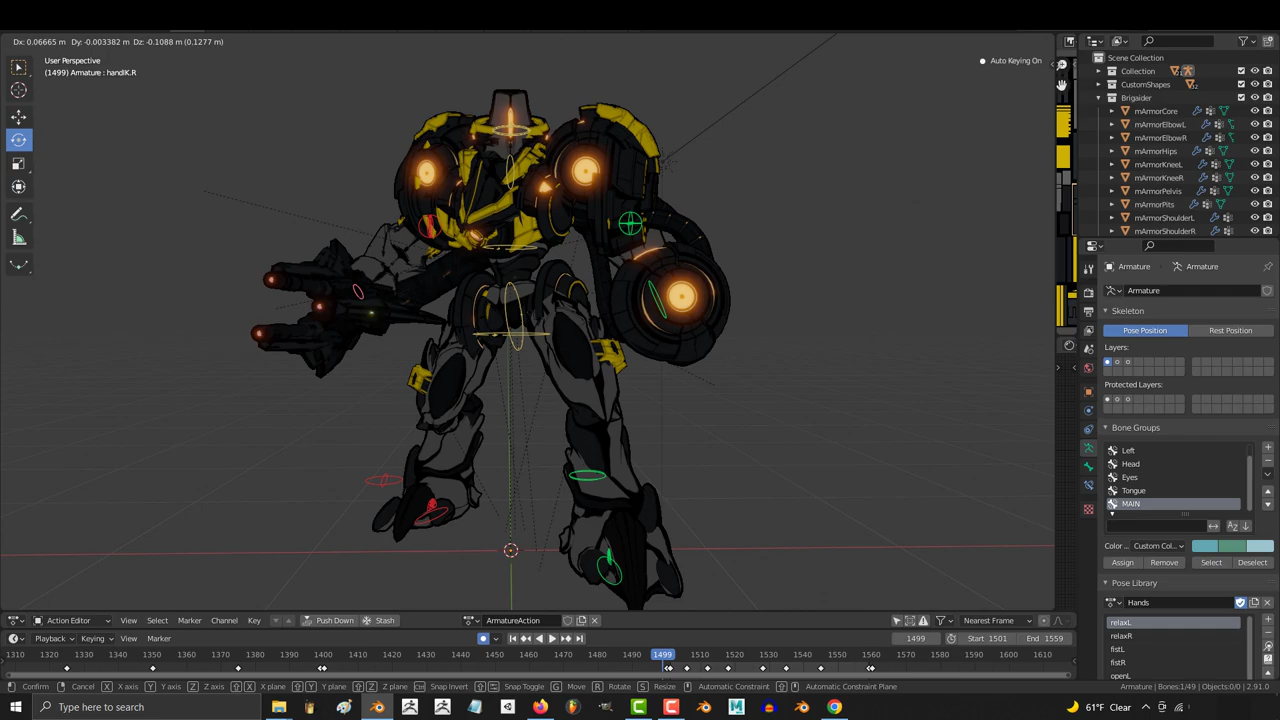 Dx: 0.06665 m   Dy: -0.003382 m   Dz: -0.1088 m (0.1277 m)
User Perspective
(1499) Armature : handIK.R
Auto Keying On
Scene Collection
Collection
CustomShapes
32
Brigaider
mArmorCore
mArmorElbowL
mArmorElbowR
mArmorHips
mArmorKneeL
mArmorKneeR
mArmorPelvis
mArmorPits
mArmorShoulderL
mArmorShoulderR
Armature › Armature
Armature
Skeleton
Pose Position Rest Position
Layers:
Protected Layers:
Bone Groups
Left
Head
Eyes
Tongue
MAIN
Color ... Custom Col...
Assign Remove Select Deselect
Pose Library
Hands
relaxL
relaxR
fistL
fistR
openL
Action Editor View Select Marker Channel Key Push Down Stash ArmatureAction Nearest Frame
Playback Keying View Marker 1499 Start 1501 End 1559
1310 1320 1330 1340 1350 1360 1370 1380 1390 1400 1410 1420 1430 1440 1450 1460 1470 1480 1490 1499 1510 1520 1530 1540 1550 1560 1570 1580 1590 1600 1610
Confirm Cancel X X axis Y Y axis Z Z axis X X plane Y Y plane Z Z plane Ctrl Snap Invert Snap Toggle G Move R Rotate S Resize Automatic Constraint Automatic Constraint Plane Armature | Bones:1/49 | Objects:0/0 | 2.91.0
Type here to search
61°F Clear